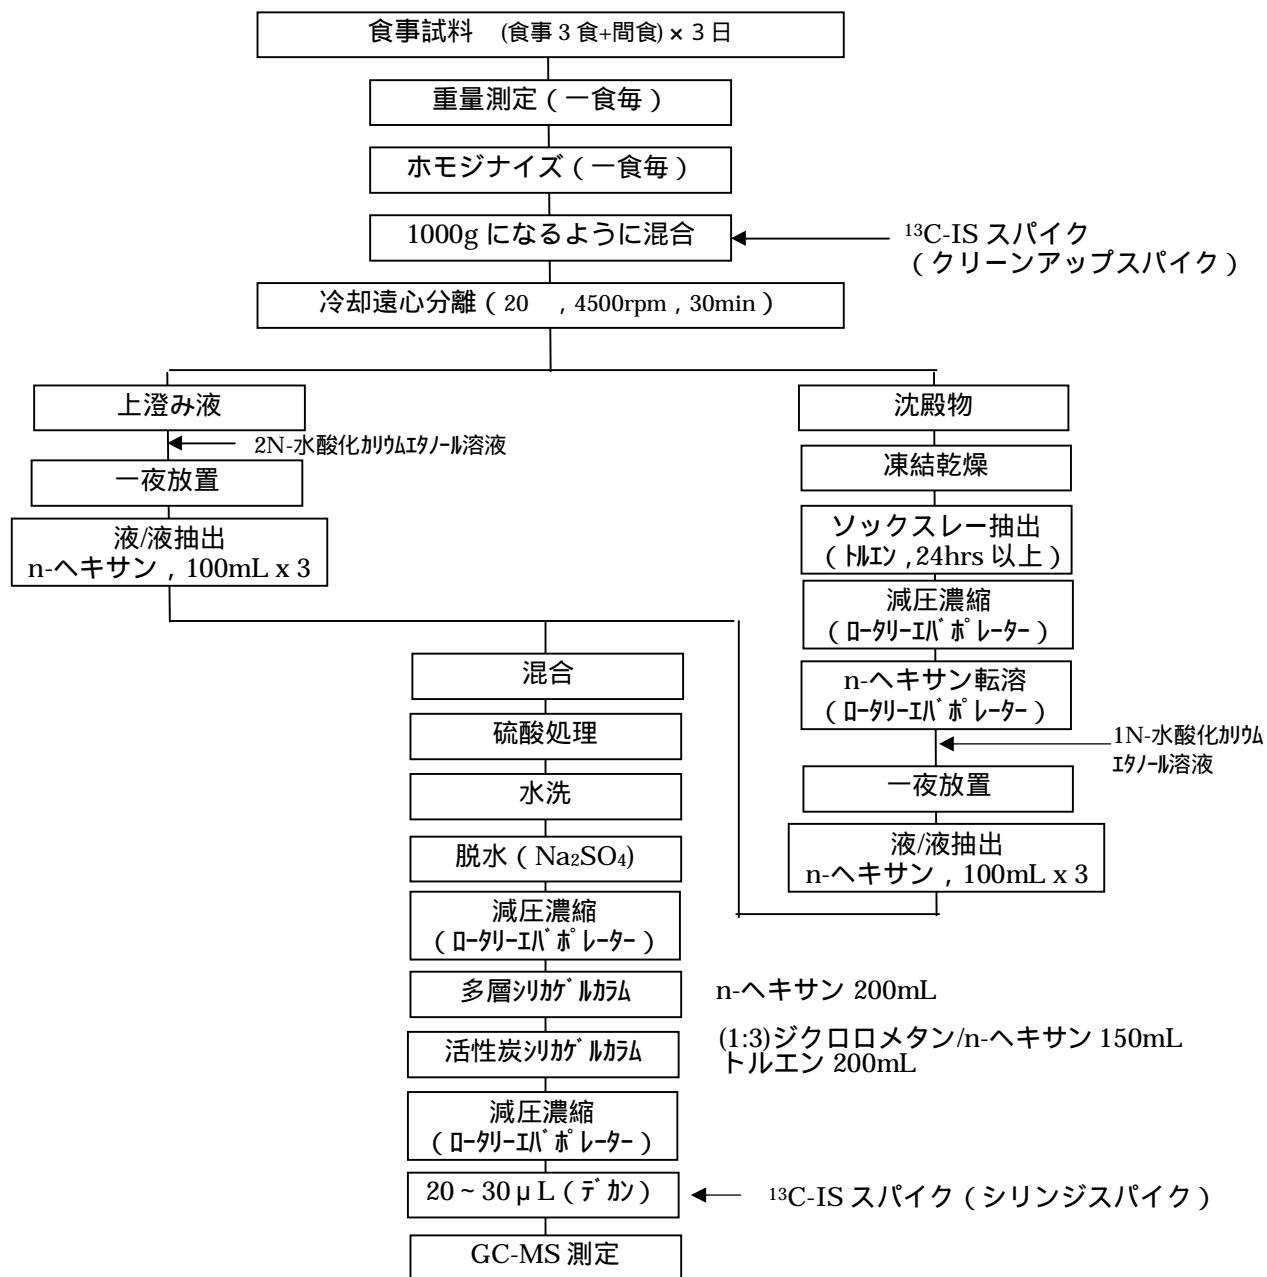 食事試料 (食事 3 食+間食) × 3 日
重量測定 ( 一食毎 )
ホモジナイズ ( 一食毎 )
1000g になるように混合
¹³C-IS スパイク
( クリーンアップスパイク )
冷却遠心分離 ( 20 , 4500rpm , 30min )
上澄み液
2N-水酸化ｶﾘｳﾑｴﾀﾉｰﾙ溶液
一夜放置
液/液抽出
n-ヘキサン , 100mL x 3
沈殿物
凍結乾燥
ソックスレー抽出
( ﾄﾙｴﾝ , 24hrs 以上 )
減圧濃縮
( ﾛｰﾀﾘｰｴﾊﾞﾎﾟﾚｰﾀｰ )
n-ヘキサン転溶
( ﾛｰﾀﾘｰｴﾊﾞﾎﾟﾚｰﾀｰ )
1N-水酸化ｶﾘｳﾑ
ｴﾀﾉｰﾙ溶液
一夜放置
液/液抽出
n-ヘキサン , 100mL x 3
混合
硫酸処理
水洗
脱水 ( Na₂SO₄)
減圧濃縮
( ﾛｰﾀﾘｰｴﾊﾞﾎﾟﾚｰﾀｰ )
多層ｼﾘｶｹﾞﾙｶﾗﾑ
n-ヘキサン 200mL
活性炭ｼﾘｶｹﾞﾙｶﾗﾑ
(1:3)ジクロロメタン/n-ヘキサン 150mL
トルエン 200mL
減圧濃縮
( ﾛｰﾀﾘｰｴﾊﾞﾎﾟﾚｰﾀｰ )
20 ~ 30 μ L ( ﾃﾞｶﾝ )
¹³C-IS スパイク ( シリンジスパイク )
GC-MS 測定